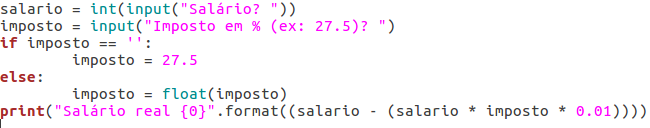 salario = int(input("Salário? "))
imposto = input("Imposto em % (ex: 27.5)? ")
if imposto == '':
        imposto = 27.5
else:
        imposto = float(imposto)
print("Salário real {0}".format((salario - (salario * imposto * 0.01))))